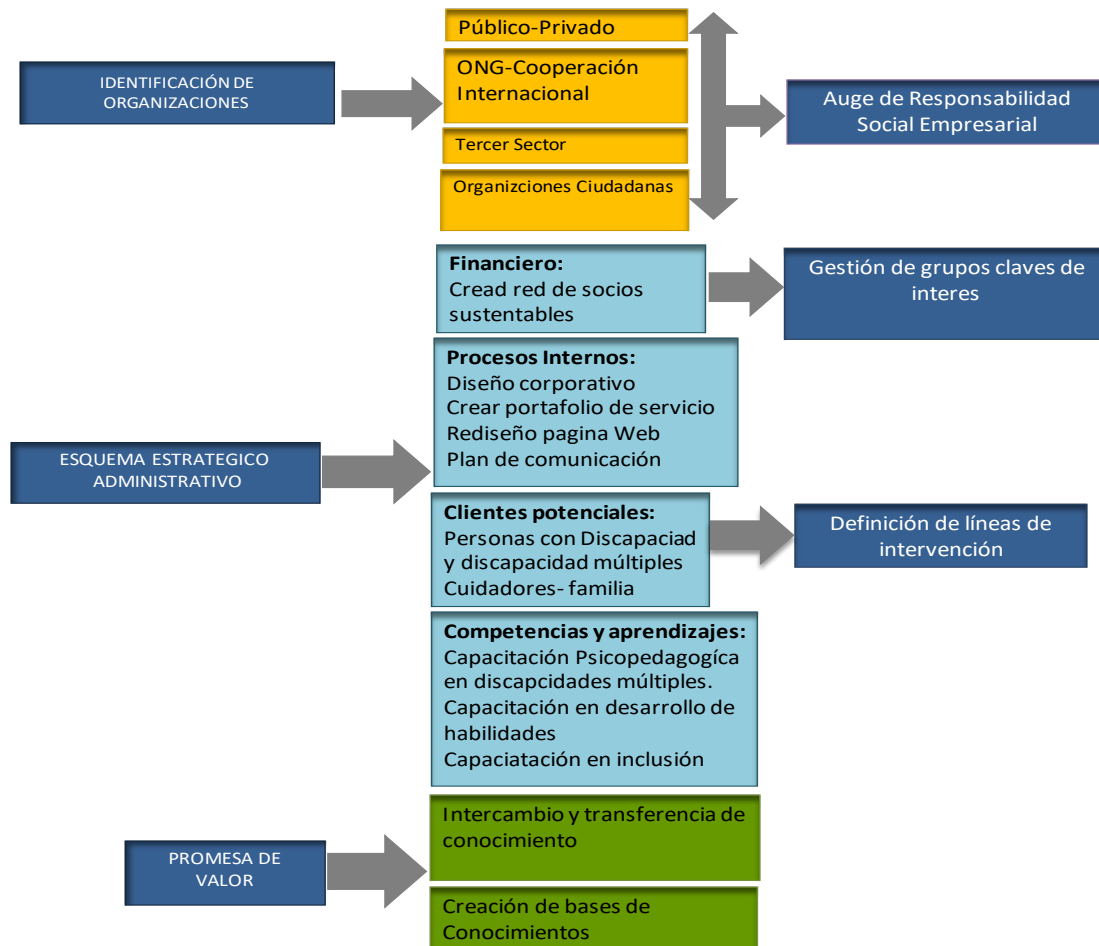 IDENTIFICACIÓN DE
ORGANIZACIONES
Público-Privado
ONG-Cooperación
Internacional
Tercer Sector
Organizciones Ciudadanas
Auge de Responsabilidad
Social Empresarial
Financiero:
Cread red de socios
sustentables
Gestión de grupos claves de
interes
ESQUEMA ESTRATEGICO
ADMINISTRATIVO
Procesos Internos:
Diseño corporativo
Crear portafolio de servicio
Rediseño pagina Web
Plan de comunicación
Clientes potenciales:
Personas con Discapaciad
y discapacidad múltiples
Cuidadores- familia
Definición de líneas de
intervención
Competencias y aprendizajes:
Capacitación Psicopedagogíca
en discapcidades múltiples.
Capacitación en desarrollo de
habilidades
Capaciatación en inclusión
PROMESA DE
VALOR
Intercambio y transferencia de
conocimiento
Creación de bases de
Conocimientos